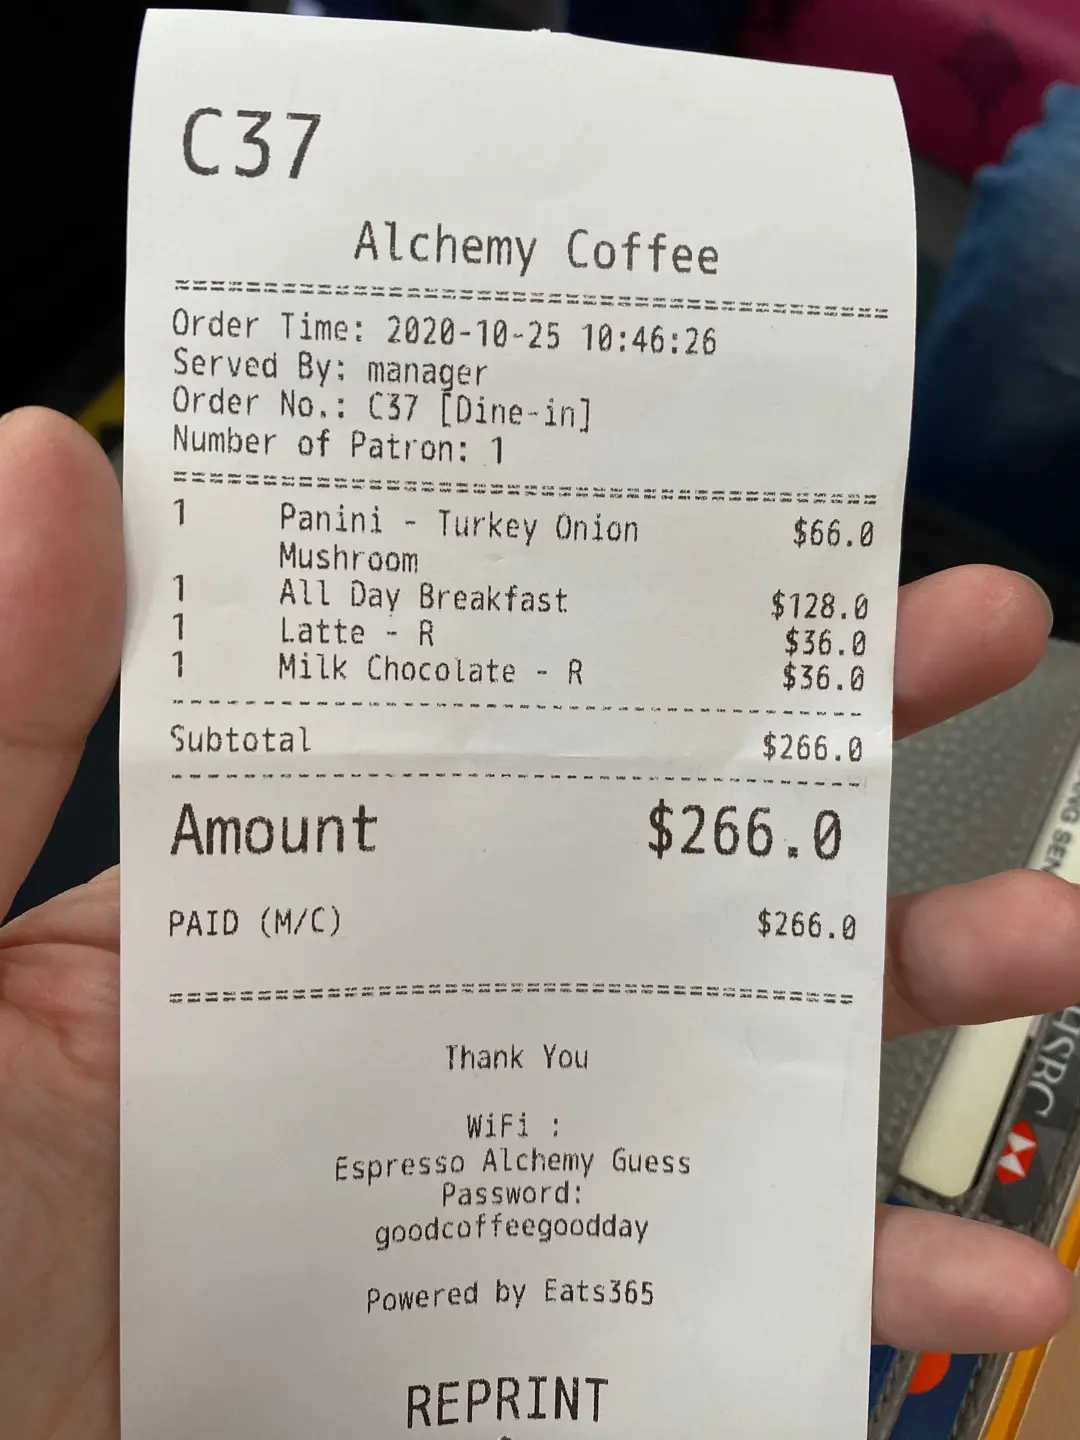 C37
Alchemy Coffee
Order Time: 2020-10-25 10:46:26
Served By: manager
Order No.: C37 [Dine-in]
Number of Patron: 1
1 Panini - Turkey Onion $66.0
Mushroom
1 All Day Breakfast $128.0
1 Latte - R $36.0
1 Milk Chocolate - R $36.0
Subtotal $266.0
Amount $266.0
PAID (M/C) $266.0
Thank You
WiFi :
Espresso Alchemy Guess
Password:
goodcoffeegoodday
Powered by Eats365
REPRINT